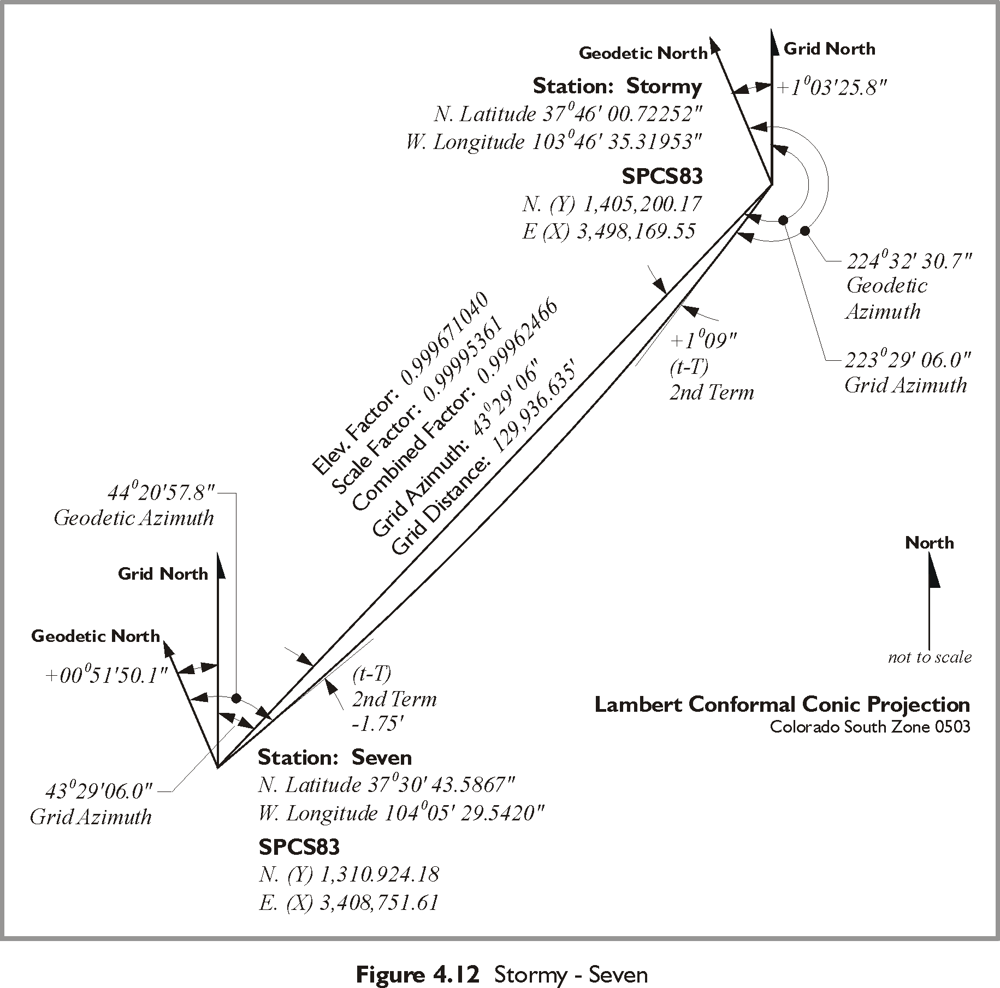 Geodetic North
Grid North
Station: Stormy
+1⁰03'25.8"
N. Latitude 37⁰46' 00.72252"
W. Longitude 103⁰46' 35.31953"
SPCS83
N. (Y) 1,405,200.17
E (X) 3,498,169.55
224⁰32' 30.7"
Geodetic
Azimuth
+1⁰09"
(t-T)
2nd Term
223⁰29' 06.0"
Grid Azimuth
Elev. Factor: 0.999671040
Scale Factor: 0.99995361
Combined Factor: 0.99962466
Grid Azimuth: 43⁰29' 06"
Grid Distance: 129,936.635'
44⁰20'57.8"
Geodetic Azimuth
North
not to scale
Grid North
Geodetic North
+00⁰51'50.1"
(t-T)
2nd Term
-1.75'
Lambert Conformal Conic Projection
Colorado South Zone 0503
43⁰29'06.0"
Grid Azimuth
Station: Seven
N. Latitude 37⁰30' 43.5867"
W. Longitude 104⁰05' 29.5420"
SPCS83
N. (Y) 1,310.924.18
E. (X) 3,408,751.61
Figure 4.12 Stormy - Seven